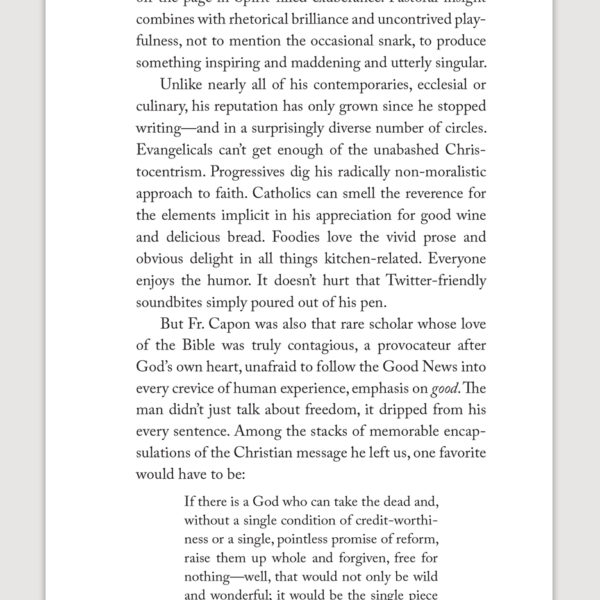 off the page in Spirit-filled exuberance. Pastoral insight
combines with rhetorical brilliance and uncontrived play-
fulness, not to mention the occasional snark, to produce
something inspiring and maddening and utterly singular.
Unlike nearly all of his contemporaries, ecclesial or
culinary, his reputation has only grown since he stopped
writing—and in a surprisingly diverse number of circles.
Evangelicals can’t get enough of the unabashed Chris-
tocentrism. Progressives dig his radically non-moralistic
approach to faith. Catholics can smell the reverence for
the elements implicit in his appreciation for good wine
and delicious bread. Foodies love the vivid prose and
obvious delight in all things kitchen-related. Everyone
enjoys the humor. It doesn’t hurt that Twitter-friendly
soundbites simply poured out of his pen.
But Fr. Capon was also that rare scholar whose love
of the Bible was truly contagious, a provocateur after
God’s own heart, unafraid to follow the Good News into
every crevice of human experience, emphasis on good. The
man didn’t just talk about freedom, it dripped from his
every sentence. Among the stacks of memorable encap-
sulations of the Christian message he left us, one favorite
would have to be:
If there is a God who can take the dead and,
without a single condition of credit-worthi-
ness or a single, pointless promise of reform,
raise them up whole and forgiven, free for
nothing—well, that would not only be wild
and wonderful; it would be the single piece